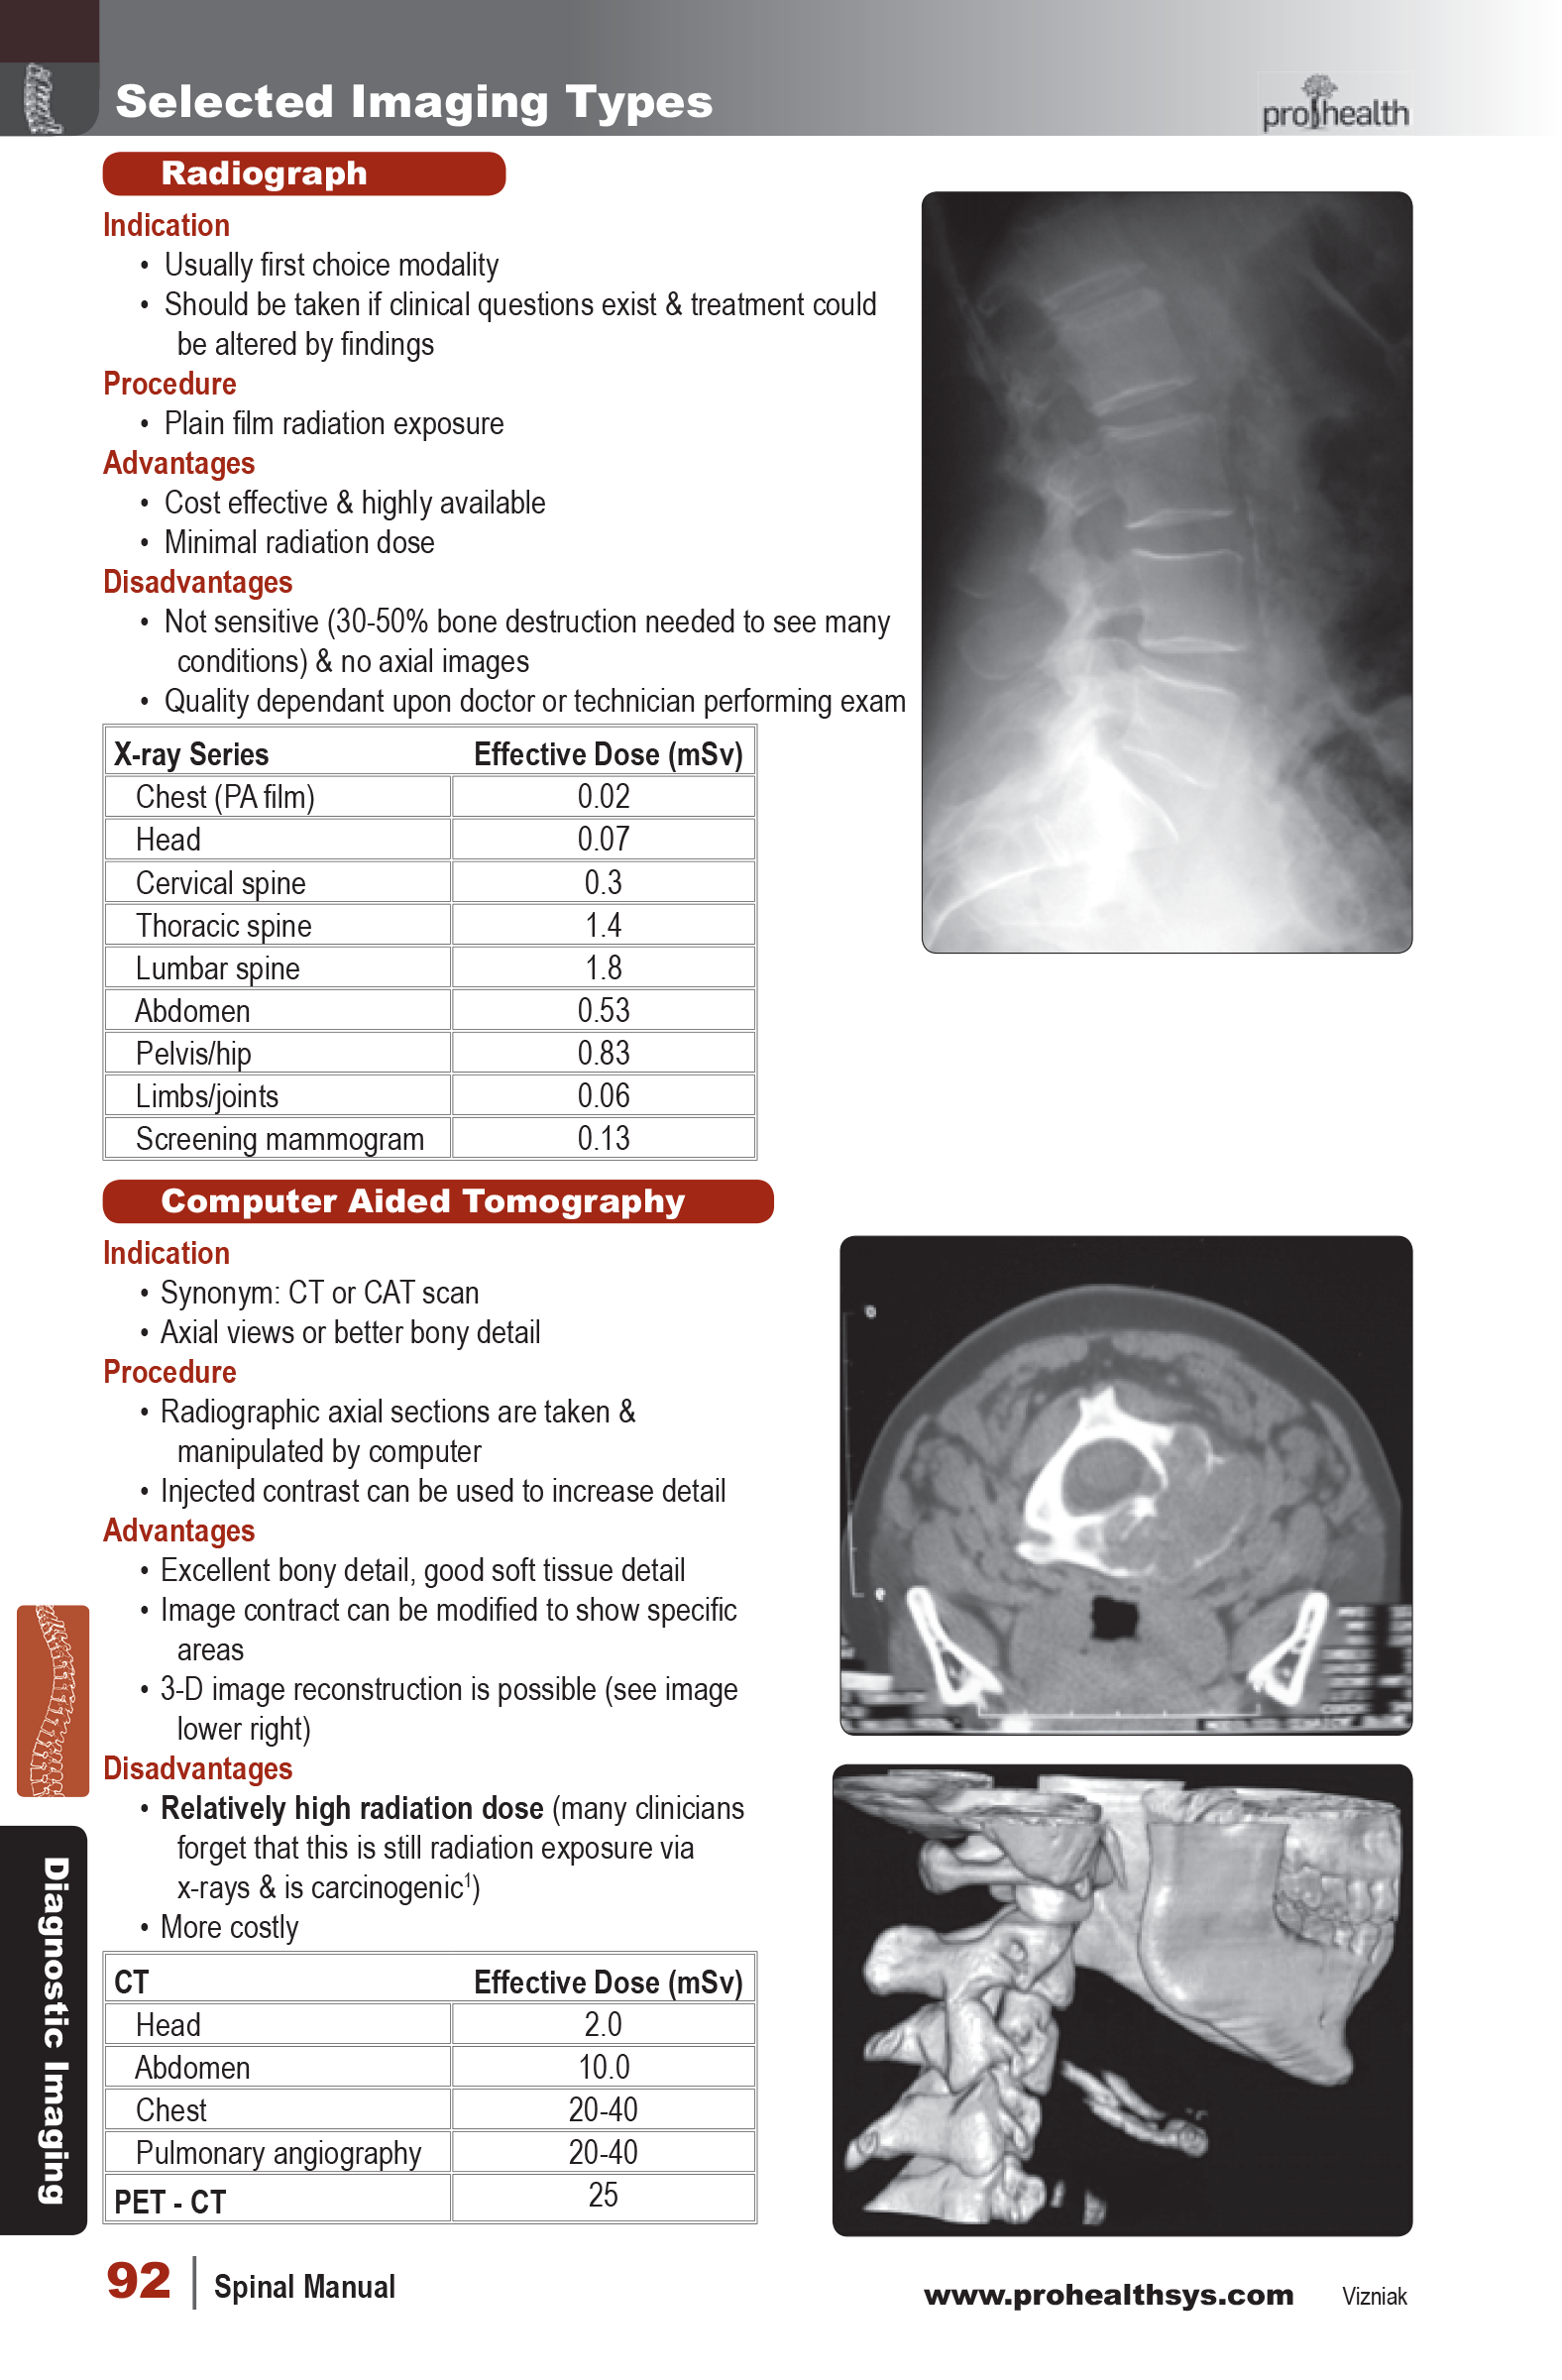 Selected Imaging Types
prohealth
Radiograph
Indication
• Usually first choice modality
• Should be taken if clinical questions exist & treatment could
be altered by findings
Procedure
• Plain film radiation exposure
Advantages
• Cost effective & highly available
• Minimal radiation dose
Disadvantages
• Not sensitive (30-50% bone destruction needed to see many
conditions) & no axial images
• Quality dependant upon doctor or technician performing exam
X-ray Series Effective Dose (mSv)
Chest (PA film) 0.02
Head 0.07
Cervical spine 0.3
Thoracic spine 1.4
Lumbar spine 1.8
Abdomen 0.53
Pelvis/hip 0.83
Limbs/joints 0.06
Screening mammogram 0.13
Computer Aided Tomography
Indication
• Synonym: CT or CAT scan
• Axial views or better bony detail
Procedure
• Radiographic axial sections are taken &
manipulated by computer
• Injected contrast can be used to increase detail
Advantages
• Excellent bony detail, good soft tissue detail
• Image contract can be modified to show specific
areas
• 3-D image reconstruction is possible (see image
lower right)
Disadvantages
• Relatively high radiation dose (many clinicians
forget that this is still radiation exposure via
x-rays & is carcinogenic¹)
• More costly
CT Effective Dose (mSv)
Head 2.0
Abdomen 10.0
Chest 20-40
Pulmonary angiography 20-40
PET - CT 25
Diagnostic Imaging
92 | Spinal Manual
www.prohealthsys.com Vizniak